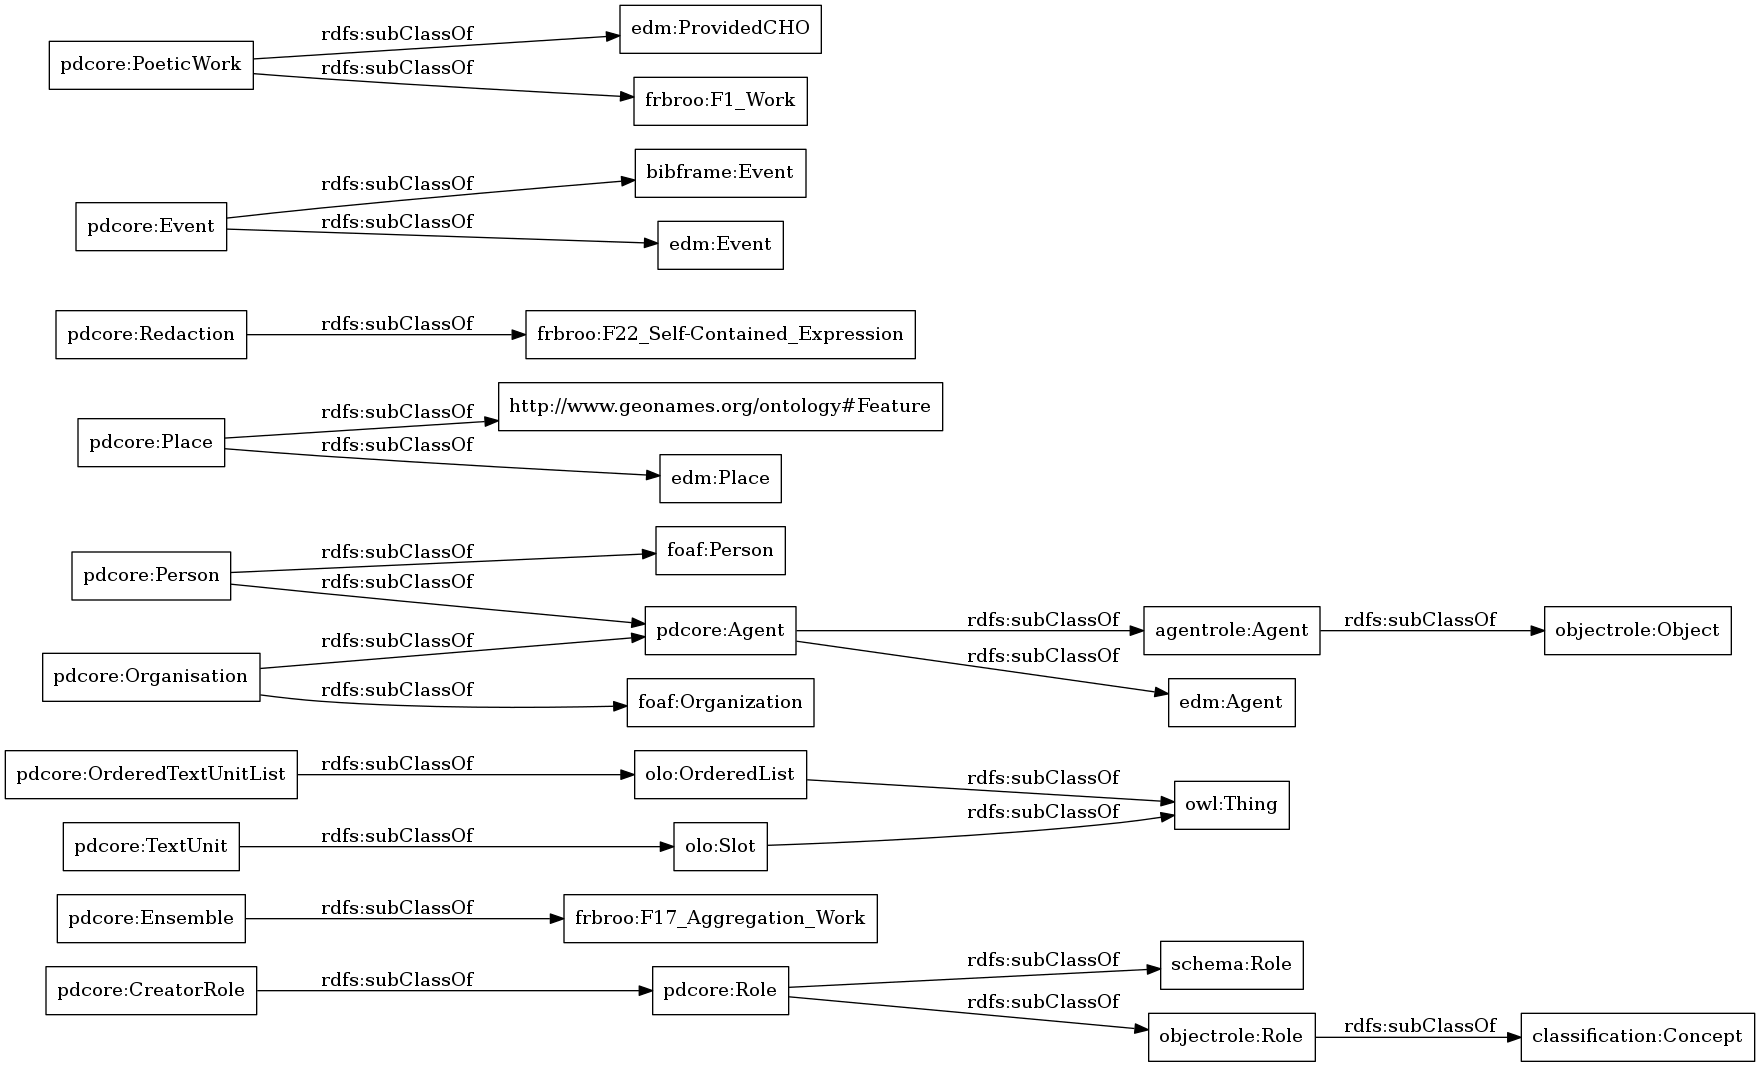 edm:ProvidedCHO
rdfs:subClassOf
pdcore:PoeticWork
rdfs:subClassOf
frbroo:F1_Work
bibframe:Event
rdfs:subClassOf
pdcore:Event
rdfs:subClassOf
edm:Event
pdcore:Redaction
rdfs:subClassOf
frbroo:F22_Self-Contained_Expression
http://www.geonames.org/ontology#Feature
rdfs:subClassOf
pdcore:Place
rdfs:subClassOf
edm:Place
foaf:Person
rdfs:subClassOf
pdcore:Person
rdfs:subClassOf
pdcore:Agent
rdfs:subClassOf
agentrole:Agent
rdfs:subClassOf
objectrole:Object
rdfs:subClassOf
rdfs:subClassOf
pdcore:Organisation
rdfs:subClassOf
foaf:Organization
edm:Agent
pdcore:OrderedTextUnitList
rdfs:subClassOf
olo:OrderedList
rdfs:subClassOf
owl:Thing
rdfs:subClassOf
pdcore:TextUnit
rdfs:subClassOf
olo:Slot
pdcore:Ensemble
rdfs:subClassOf
frbroo:F17_Aggregation_Work
rdfs:subClassOf
schema:Role
pdcore:CreatorRole
rdfs:subClassOf
pdcore:Role
rdfs:subClassOf
objectrole:Role
rdfs:subClassOf
classification:Concept